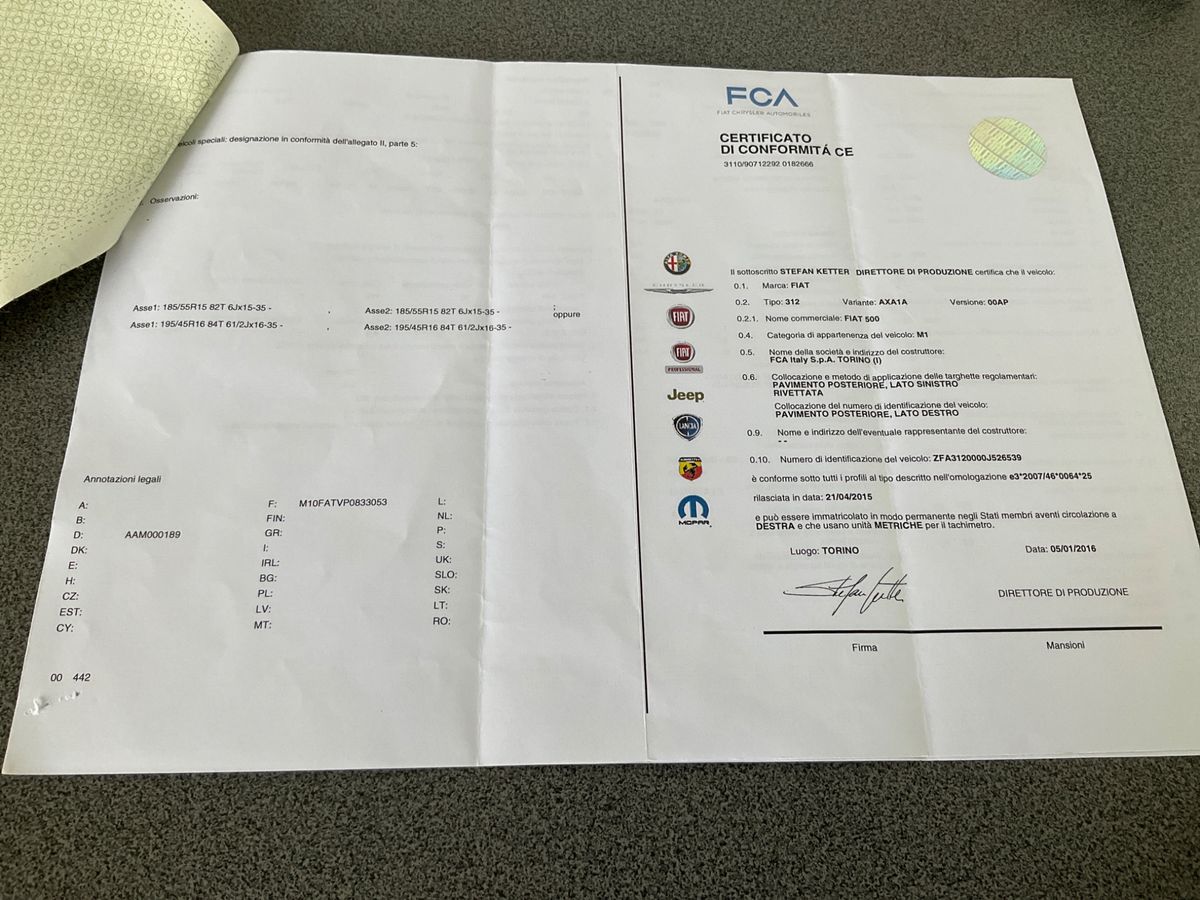 eicoli speciali: designazione in conformità dell'allegato II, parte 5:
Osservazioni:
Asse1: 185/55R15 82T 6Jx15-35 - , Asse2: 185/55R15 82T 6Jx15-35 - ; oppure
Asse1: 195/45R16 84T 61/2Jx16-35 - , Asse2: 195/45R16 84T 61/2Jx16-35 -
Annotazioni legali
A: F: M10FATVP0833053 L:
B: FIN: NL:
D: AAM000189 GR: P:
DK: I: S:
E: IRL: UK:
H: BG: SLO:
CZ: PL: SK:
EST: LV: LT:
CY: MT: RO:
00 442
FCA
FIAT CHRYSLER AUTOMOBILES
CERTIFICATO
DI CONFORMITÁ CE
3110/90712292 0182666
CHRYSLER
FIAT
FIAT
PROFESSIONAL
Jeep
LANCIA
MOPAR
Il sottoscritto STEFAN KETTER DIRETTORE DI PRODUZIONE certifica che il veicolo:
0.1. Marca: FIAT
0.2. Tipo: 312 Variante: AXA1A Versione: 00AP
0.2.1. Nome commerciale: FIAT 500
0.4. Categoria di appartenenza del veicolo: M1
0.5. Nome della società e indirizzo del costruttore:
FCA Italy S.p.A. TORINO (I)
0.6. Collocazione e metodo di applicazione delle targhette regolamentari:
PAVIMENTO POSTERIORE, LATO SINISTRO
RIVETTATA
Collocazione del numero di identificazione del veicolo:
PAVIMENTO POSTERIORE, LATO DESTRO
0.9. Nome e indirizzo dell'eventuale rappresentante del costruttore:
- -
0.10. Numero di identificazione del veicolo: ZFA3120000J526539
è conforme sotto tutti i profili al tipo descritto nell'omologazione e3*2007/46*0064*25
rilasciata in data: 21/04/2015
e può essere immatricolato in modo permanente negli Stati membri aventi circolazione a
DESTRA e che usano unità METRICHE per il tachimetro.
Luogo: TORINO Data: 05/01/2016
Stefan Ketter
DIRETTORE DI PRODUZIONE
Firma Mansioni